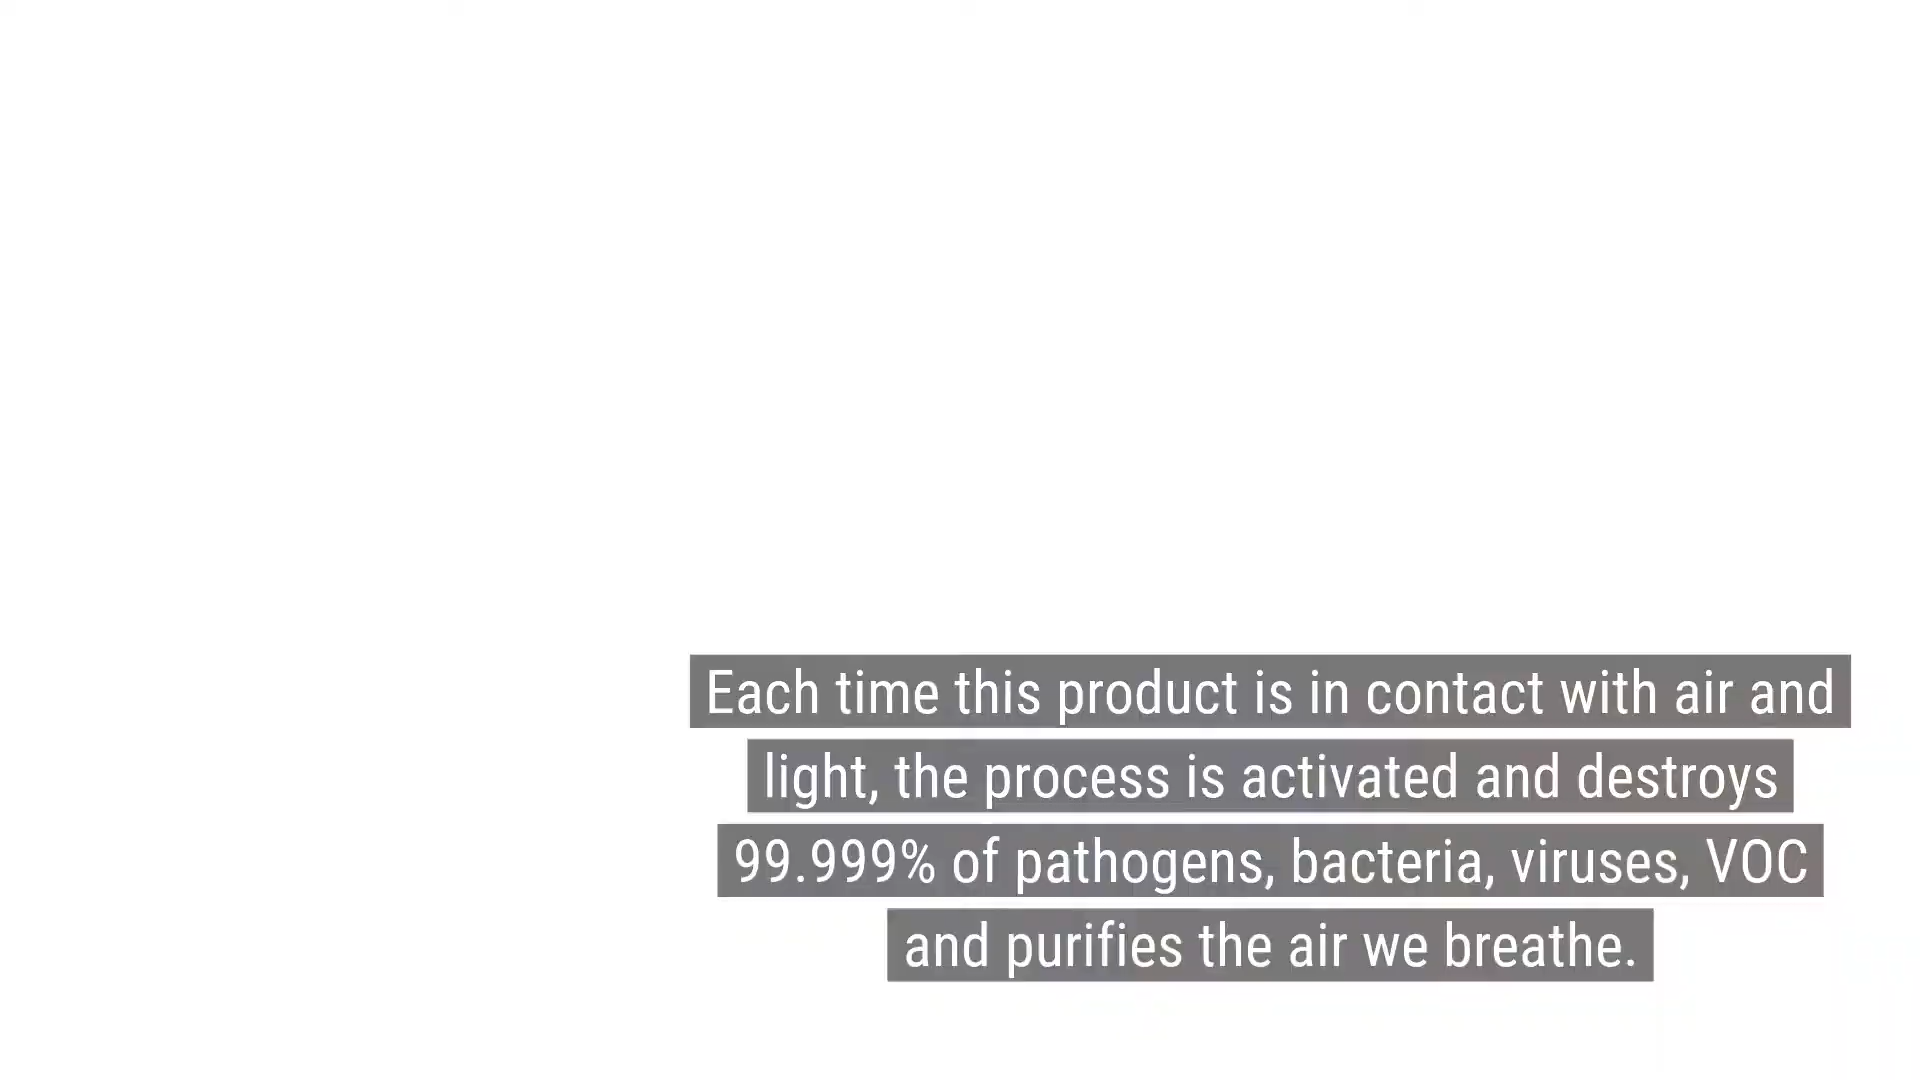 Each time this product is in contact with air and
light, the process is activated and destroys
99.999% of pathogens, bacteria, viruses, VOC
and purifies the air we breathe.